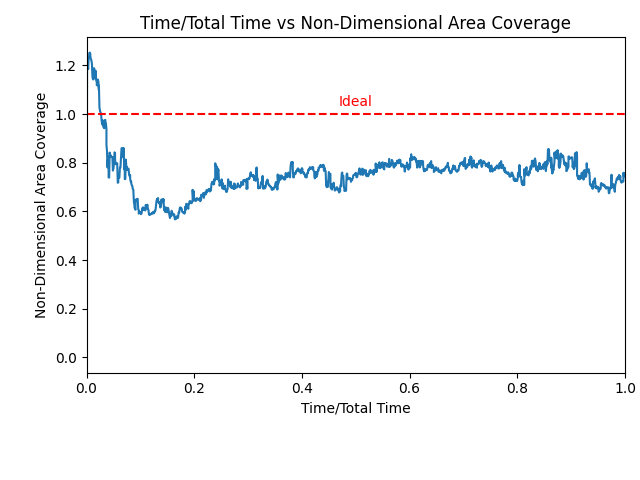 Time/Total Time vs Non-Dimensional Area Coverage
Ideal
Non-Dimensional Area Coverage
1.2
1.0
0.8
0.6
0.4
0.2
0.0
0.0 0.2 0.4 0.6 0.8 1.0
Time/Total Time